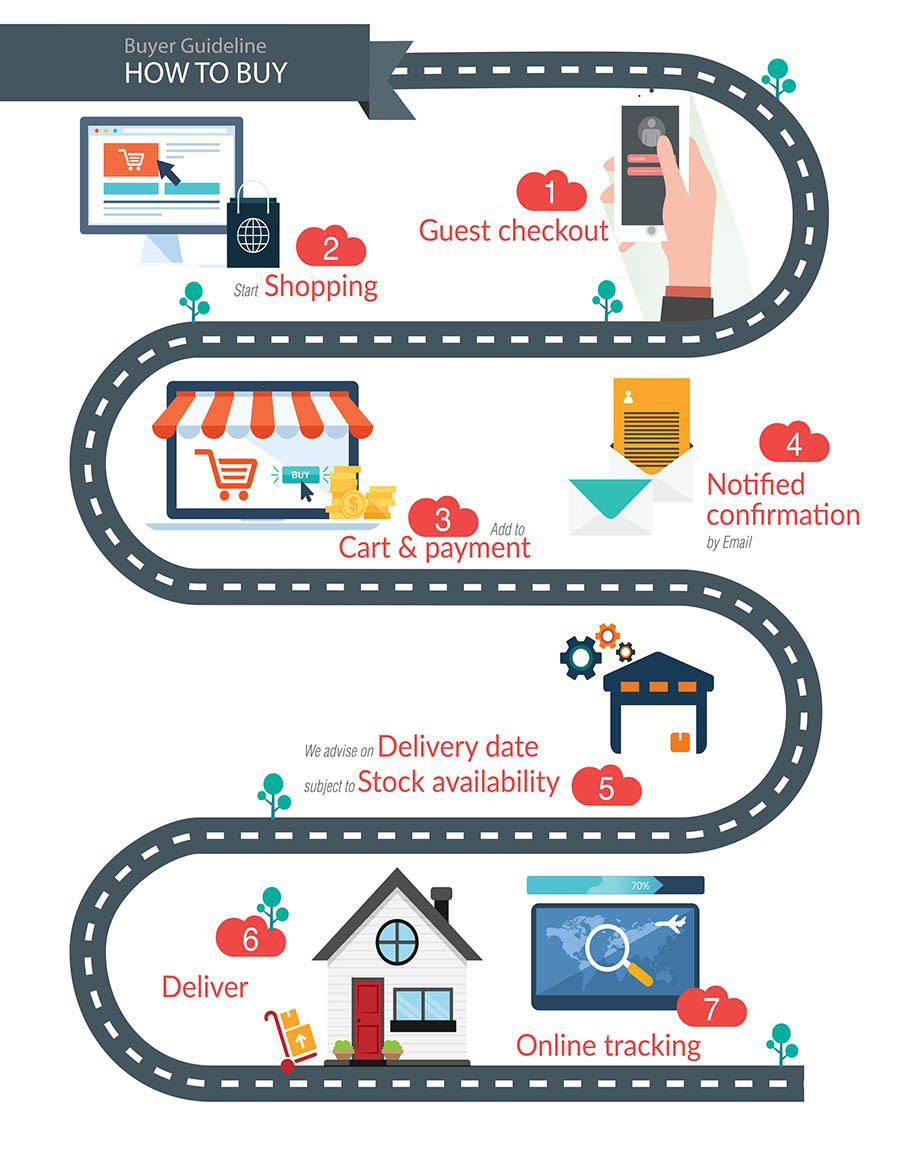 Buyer Guideline
HOW TO BUY
1
Guest checkout
2
Start Shopping
BUY
3
Add to
Cart & payment
4
Notified
confirmation
by Email
We advise on Delivery date
subject to Stock availability
5
6
Deliver
70%
7
Online tracking